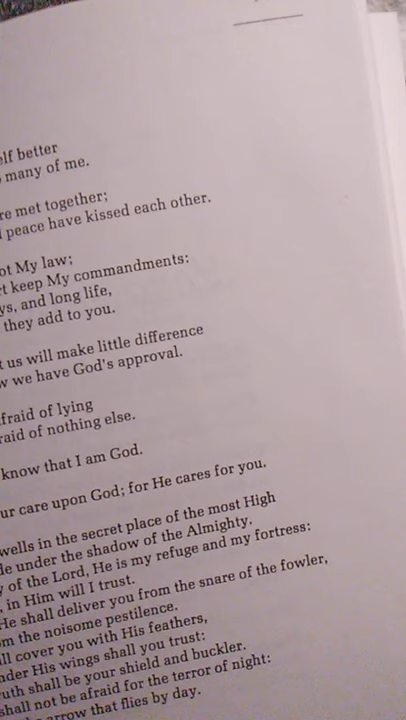 elf better
many of me.
re met together;
peace have kissed each other.
ot My law;
t keep My commandments:
ys, and long life,
they add to you.
t us will make little difference
w we have God's approval.
fraid of lying
raid of nothing else.
know that I am God.
ur care upon God; for He cares for you.
wells in the secret place of the most High
de under the shadow of the Almighty.
y of the Lord, He is my refuge and my fortress:
, in Him will I trust.
He shall deliver you from the snare of the fowler,
om the noisome pestilence.
ll cover you with His feathers,
nder His wings shall you trust:
ruth shall be your shield and buckler.
shall not be afraid for the terror of night:
arrow that flies by day.